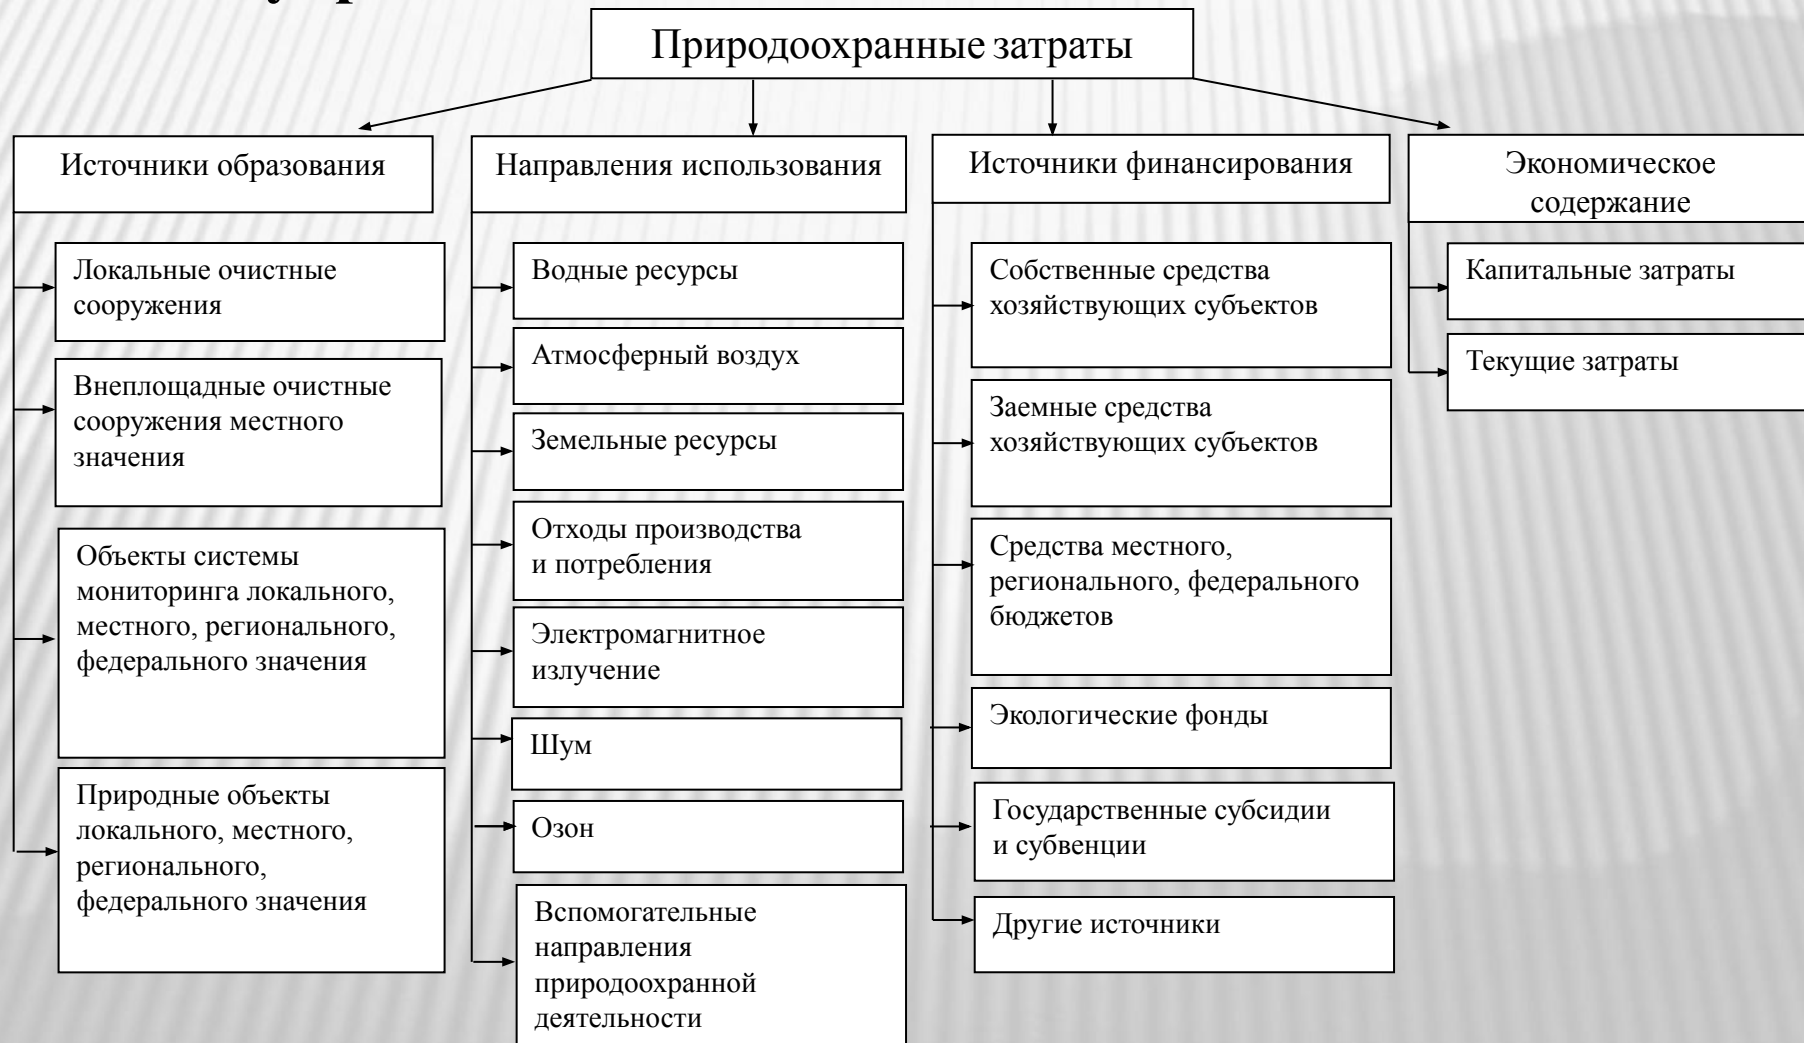 Природоохранные затраты
Источники образования
Локальные очистные
сооружения
Внеплощадные очистные
сооружения местного
значения
Объекты системы
мониторинга локального,
местного, регионального,
федерального значения
Природные объекты
локального, местного,
регионального,
федерального значения
Направления использования
Водные ресурсы
Атмосферный воздух
Земельные ресурсы
Отходы производства
и потребления
Электромагнитное
излучение
Шум
Озон
Вспомогательные
направления
природоохранной
деятельности
Источники финансирования
Собственные средства
хозяйствующих субъектов
Заемные средства
хозяйствующих субъектов
Средства местного,
регионального, федерального
бюджетов
Экологические фонды
Государственные субсидии
и субвенции
Другие источники
Экономическое
содержание
Капитальные затраты
Текущие затраты